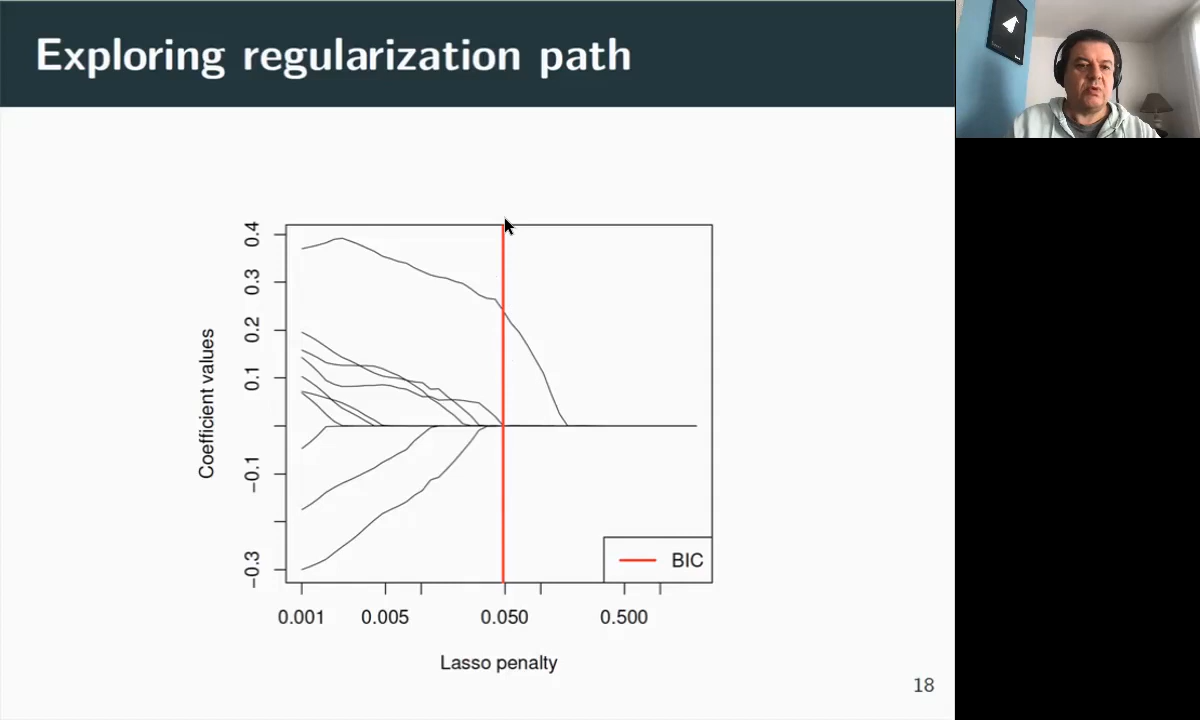 Exploring regularization path
0.4
0.3
0.2
0.1
−0.1
−0.3
Coefficient values
BIC
0.001 0.005 0.050 0.500
Lasso penalty
18